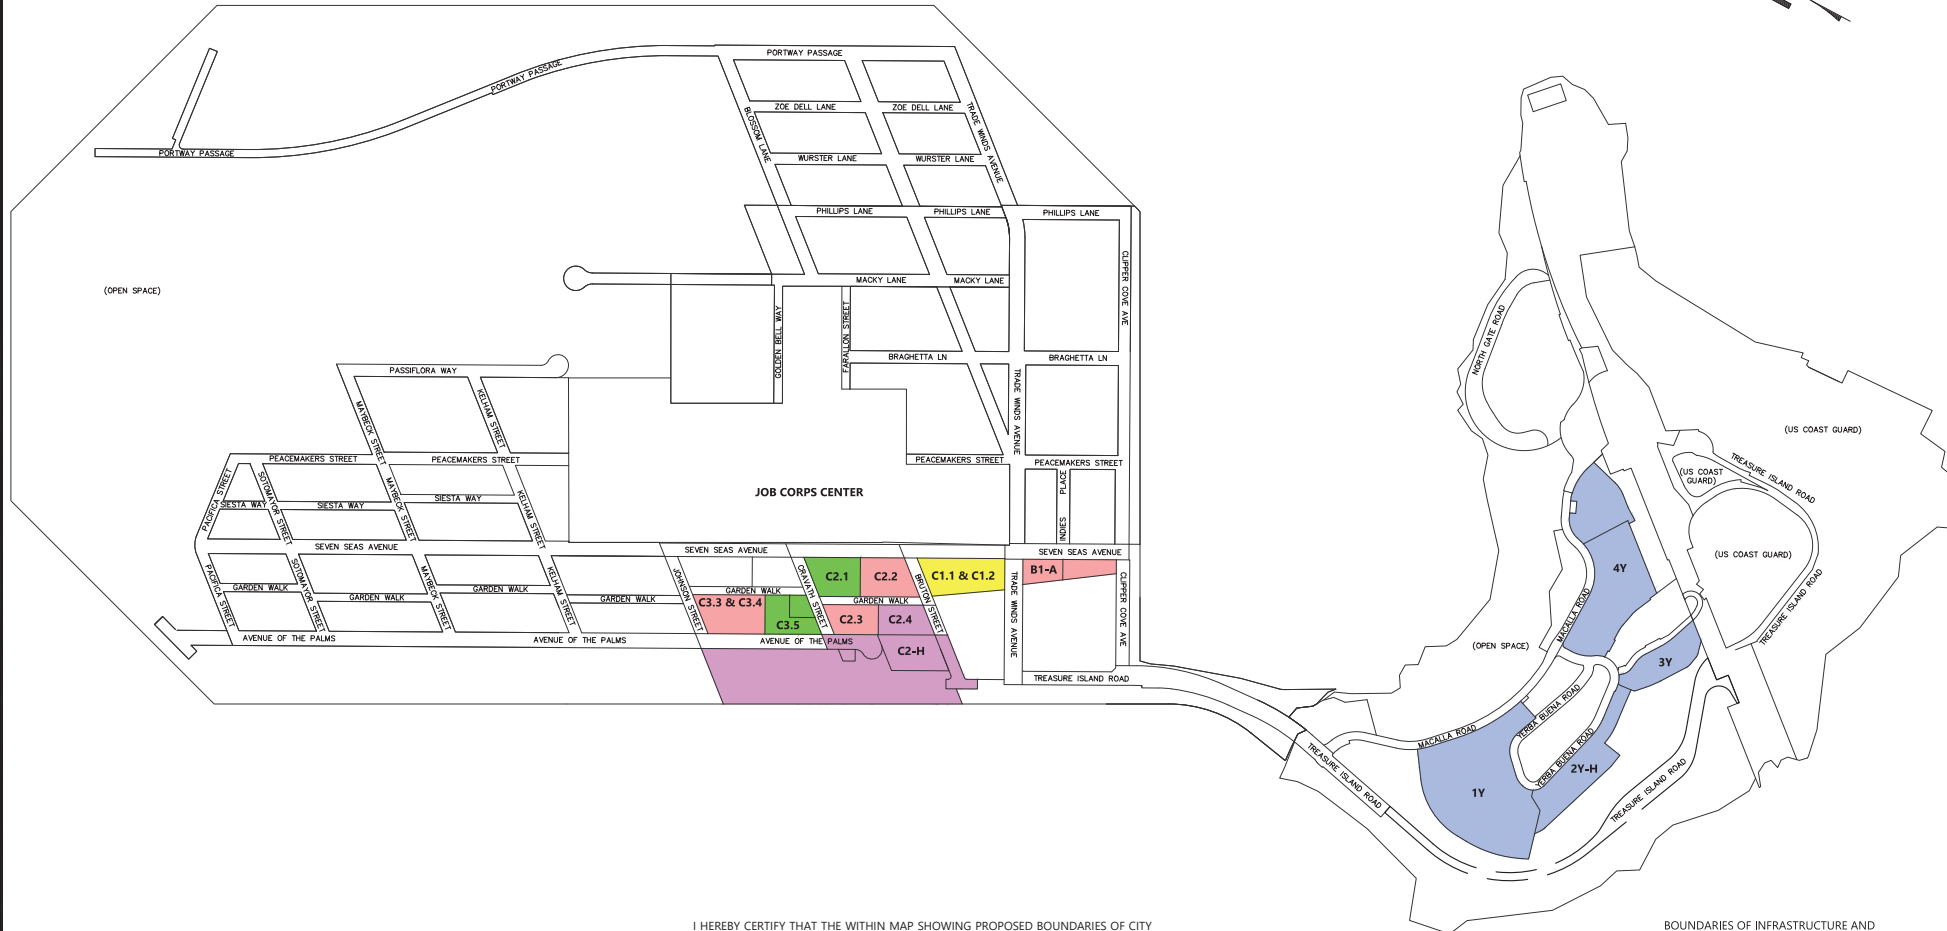 PORTWAY PASSAGE
PORTWAY PASSAGE
PORTWAY PASSAGE
ZOE DELL LANE
ZOE DELL LANE
BLOSSOM LANE
TRADE WINDS AVENUE
WURSTER LANE
WURSTER LANE
PHILLIPS LANE
PHILLIPS LANE
PHILLIPS LANE
CLIPPER COVE AVE
(OPEN SPACE)
MACKY LANE
MACKY LANE
GOLDEN BELL WAY
FARALLON STREET
BRAGHETTA LN
BRAGHETTA LN
NORTH GATE ROAD
PASSIFLORA WAY
MAYBECK STREET
KELHAM STREET
TRADE WINDS AVENUE
(US COAST GUARD)
PEACEMAKERS STREET
PEACEMAKERS STREET
PEACEMAKERS STREET
PEACEMAKERS STREET
TREASURE ISLAND ROAD
(US COAST
GUARD)
PACIFICA STREET
SOTOMAYOR STREET
MAYBECK STREET
KELHAM STREET
SIESTA WAY
SIESTA WAY
SIESTA WAY
JOB CORPS CENTER
INDIES PLACE
SEVEN SEAS AVENUE
SEVEN SEAS AVENUE
SEVEN SEAS AVENUE
(US COAST GUARD)
4Y
C2.1
C2.2
C1.1 & C1.2
B1-A
PACIFICA STREET
SOTOMAYOR STREET
MAYBECK STREET
KELHAM STREET
JOHNSON STREET
CRAVATH STREET
BRUTON STREET
TRADE WINDS AVENUE
CLIPPER COVE AVE
GARDEN WALK
GARDEN WALK
GARDEN WALK
GARDEN WALK
GARDEN WALK
GARDEN WALK
C3.3 & C3.4
C3.5
C2.3
C2.4
MACALLA ROAD
TREASURE ISLAND ROAD
AVENUE OF THE PALMS
AVENUE OF THE PALMS
AVENUE OF THE PALMS
C2-H
(OPEN SPACE)
3Y
TREASURE ISLAND ROAD
YERBA BUENA ROAD
MACALLA ROAD
YERBA BUENA ROAD
2Y-H
TREASURE ISLAND ROAD
1Y
TREASURE ISLAND ROAD
I HEREBY CERTIFY THAT THE WITHIN MAP SHOWING PROPOSED BOUNDARIES OF CITY
BOUNDARIES OF INFRASTRUCTURE AND